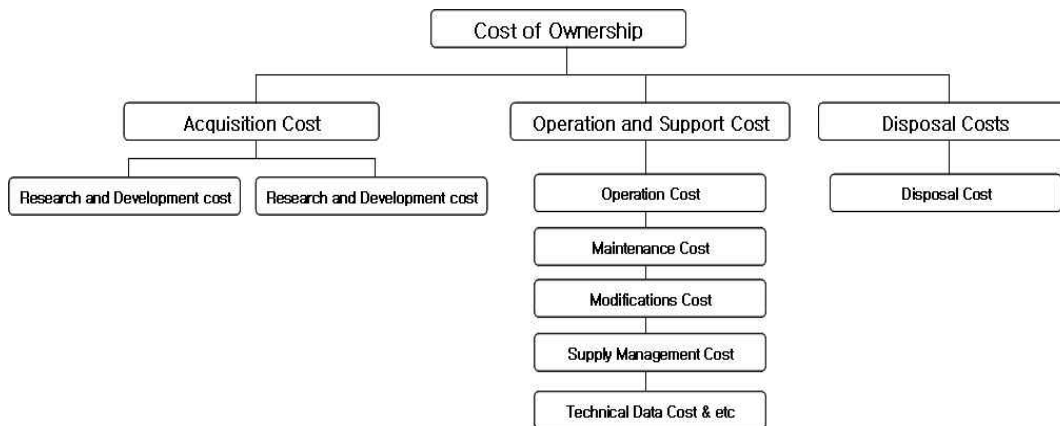 Cost of Ownership
Acquisition Cost
Operation and Support Cost
Disposal Costs
Research and Development cost
Research and Development cost
Operation Cost
Disposal Cost
Maintenance Cost
Modifications Cost
Supply Management Cost
Technical Data Cost & etc